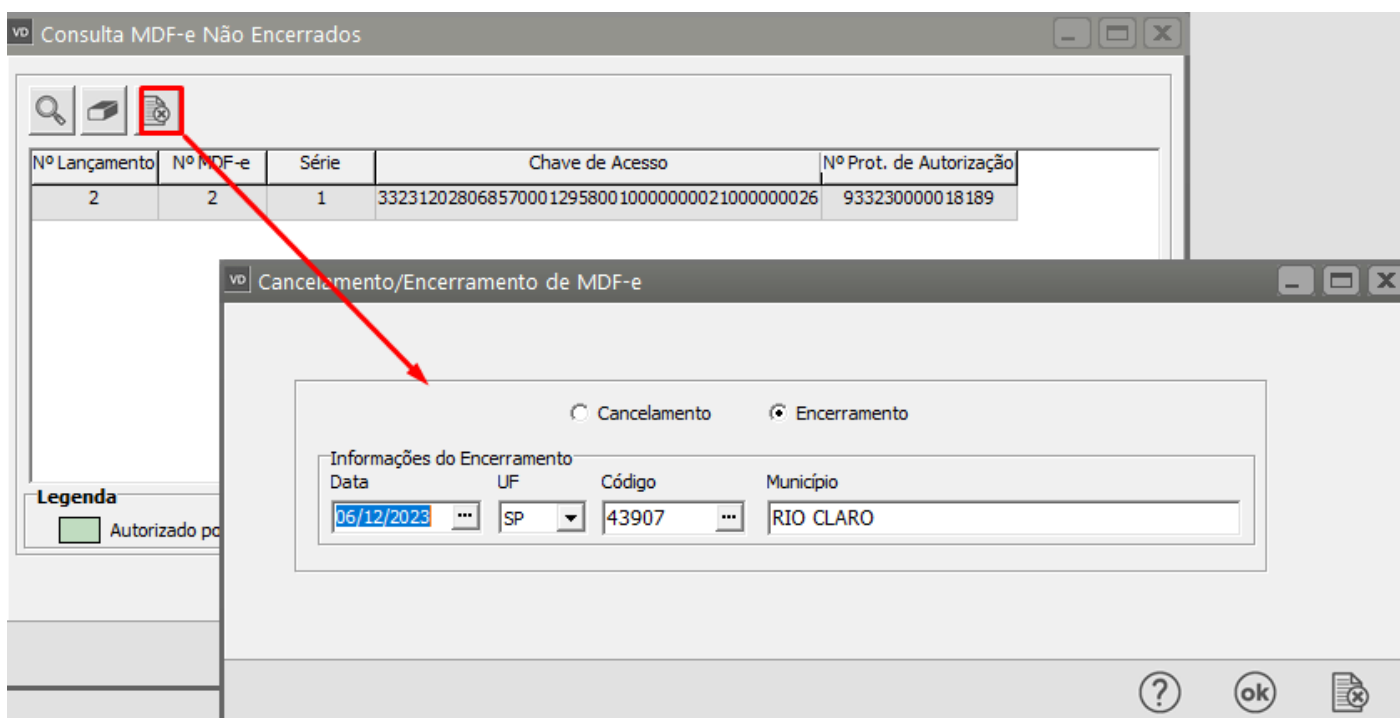 VD Consulta MDF-e Não Encerrados
Nº Lançamento Nº MDF-e Série Chave de Acesso Nº Prot. de Autorização
2 2 1 33231202806857000129580010000000021000000026 933230000018189
VD Cancelamento/Encerramento de MDF-e
Cancelamento Encerramento
Informações do Encerramento
Data UF Código Município
06/12/2023 ... SP 43907 ... RIO CLARO
Legenda
Autorizado po
? ok